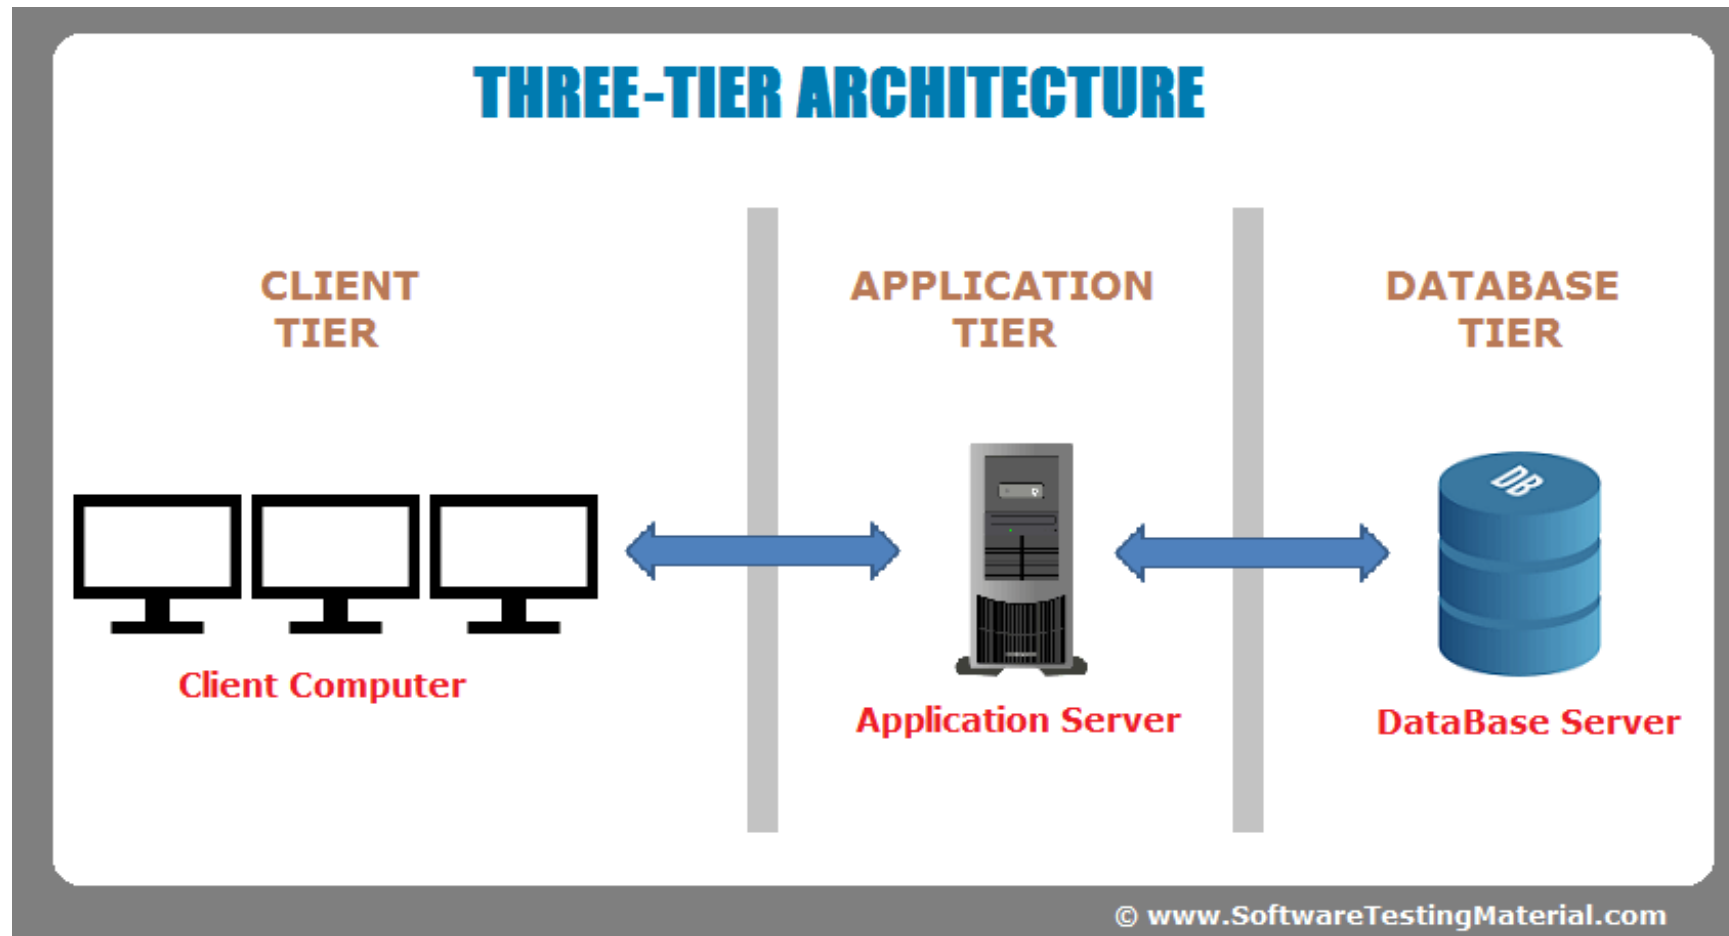 THREE-TIER ARCHITECTURE
CLIENT
TIER
APPLICATION
TIER
DATABASE
TIER
DB
Client Computer
Application Server
DataBase Server
© www.SoftwareTestingMaterial.com